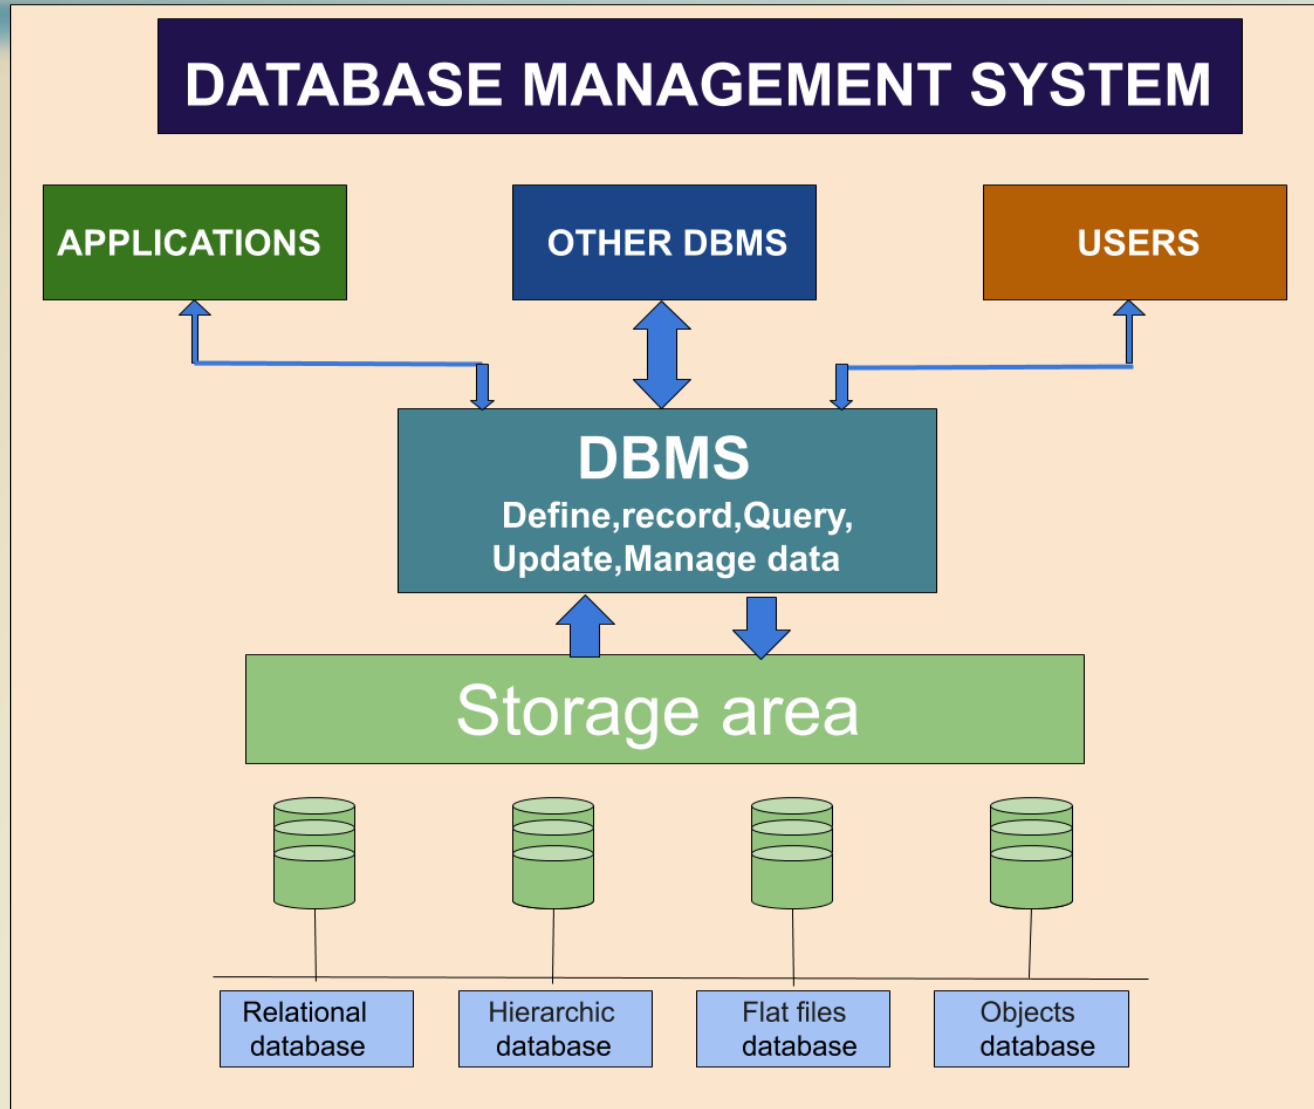 DATABASE MANAGEMENT SYSTEM
APPLICATIONS
OTHER DBMS
USERS
DBMS
Define,record,Query,
Update,Manage data
Storage area
Relational
database
Hierarchic
database
Flat files
database
Objects
database